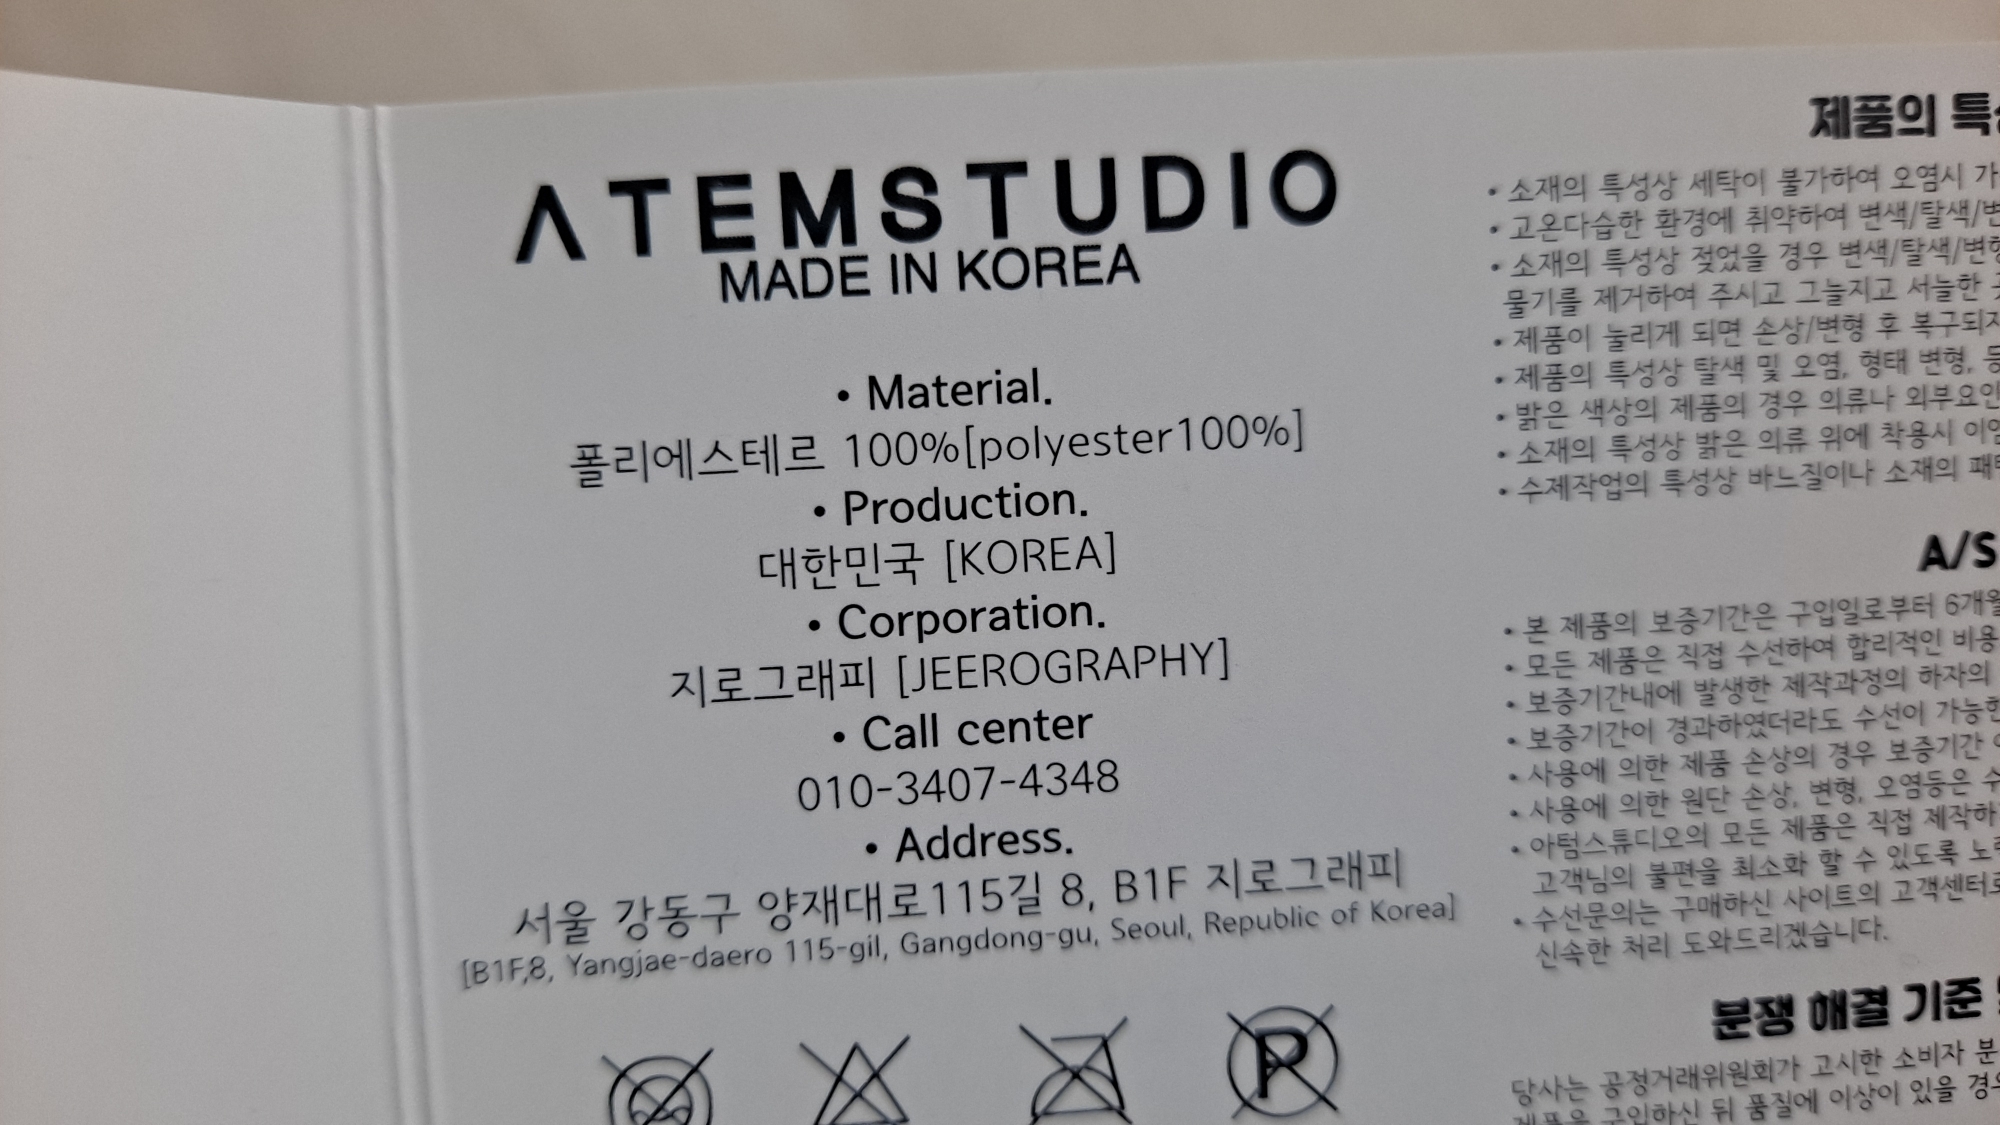 ΛTEMSTUDIO
MADE IN KOREA
• Material.
폴리에스테르 100%[polyester100%]
• Production.
대한민국 [KOREA]
• Corporation.
지로그래피 [JEEROGRAPHY]
• Call center
010-3407-4348
• Address.
서울 강동구 양재대로115길 8, B1F 지로그래피
[B1F,8, Yangjae-daero 115-gil, Gangdong-gu, Seoul, Republic of Korea]
P
제품의
• 소재의 특성상 세탁이 불가하여 오염시
• 고온다습한 환경에 취약하여 변색/탈색/변
• 소재의 특성상 젖었을 경우 변색/탈색/변형
물기를 제거하여 주시고 그늘지고 서늘한
• 제품이 눌리게 되면 손상/변형 후 복구되지
• 제품의 특성상 탈색 및 오염, 형태 변형,
• 밝은 색상의 제품의 경우 의류나 외부요인
• 소재의 특성상 밝은 의류 위에 착용시
• 수제작업의 특성상 바느질이나 소재의
A/S
• 본 제품의 보증기간은 구입일로부터 6개월
• 모든 제품은 직접 수선하여 합리적인 비용
• 보증기간내에 발생한 제작과정의 하자의
• 보증기간이 경과하였더라도 수선이 가능한
• 사용에 의한 제품 손상의 경우 보증기간
• 사용에 의한 원단 손상, 변형, 오염등은
• 아텀스튜디오의 모든 제품은 직접 제작하
고객님의 불편을 최소화 할 수 있도록
• 수선문의는 구매하신 사이트의 고객센터로
신속한 처리 도와드리겠습니다.
분쟁 해결 기준
당사는 공정거래위원회가 고시한 소비자 분
제품을 구입하신 뒤 품질에 이상이 있을